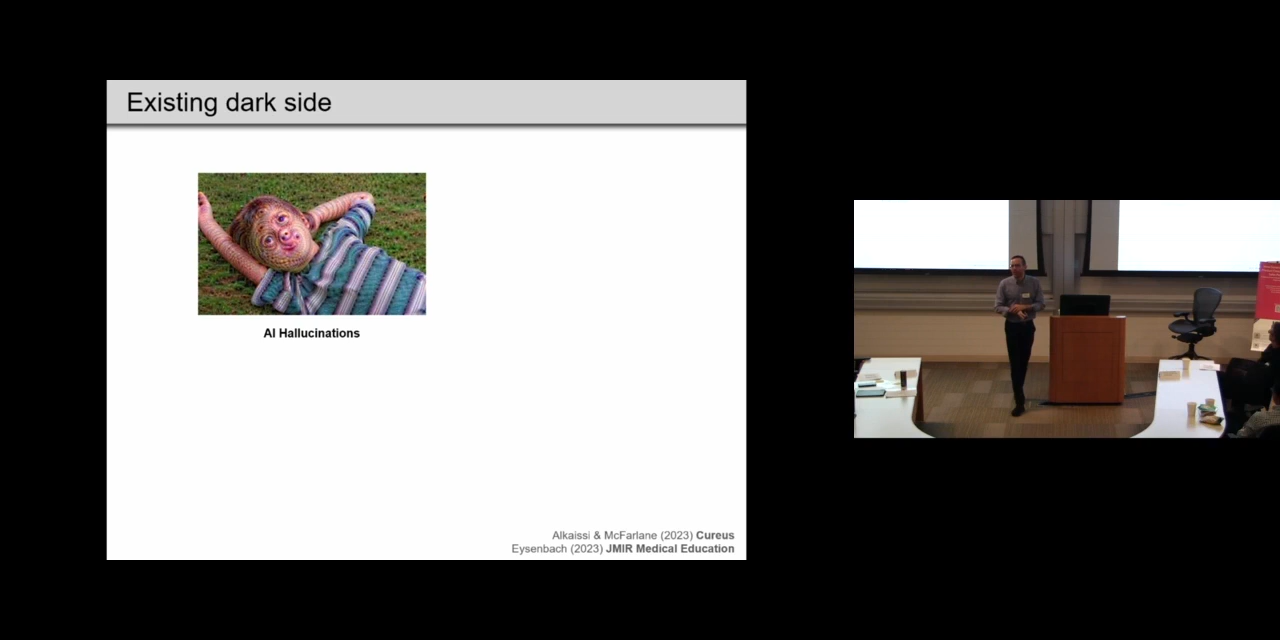 Existing dark side
AI Hallucinations
Alkaissi & McFarlane (2023) Cureus
Eysenbach (2023) JMIR Medical Education